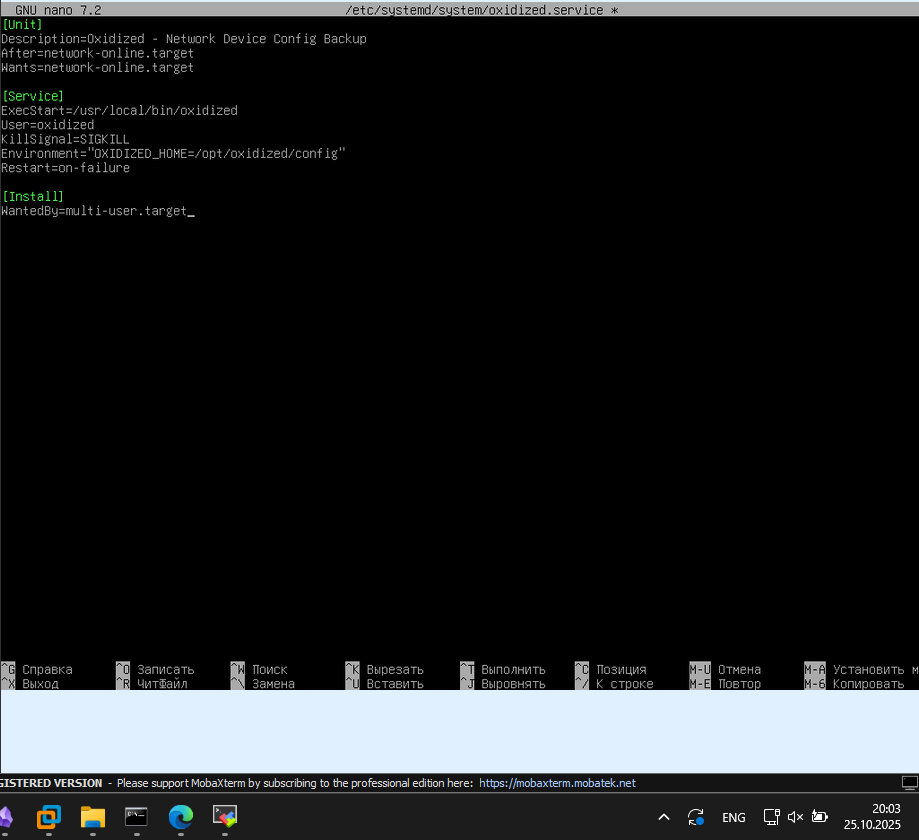 GNU nano 7.2 /etc/systemd/system/oxidized.service *
[Unit]
Description=Oxidized - Network Device Config Backup
After=network-online.target
Wants=network-online.target

[Service]
ExecStart=/usr/local/bin/oxidized
User=oxidized
KillSignal=SIGKILL
Environment="OXIDIZED_HOME=/opt/oxidized/config"
Restart=on-failure

[Install]
WantedBy=multi-user.target_
^G Справка ^O Записать ^W Поиск ^K Вырезать ^T Выполнить ^C Позиция M-U Отмена M-A Установить м
^X Выход ^R ЧитФайл ^\ Замена ^U Вставить ^J Выровнять ^/ К строке M-E Повтор M-6 Копировать
GISTERED VERSION - Please support MobaXterm by subscribing to the professional edition here: https://mobaxterm.mobatek.net
ENG
20:03
25.10.2025